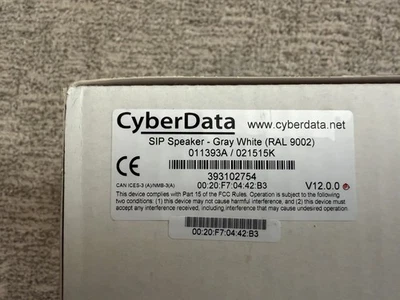 CyberData www.cyberdata.net
SIP Speaker - Gray White (RAL 9002)
011393A / 021515K
CE
393102754
CAN ICES-3 (A)/NMB-3(A) 00:20:F7:04:42:B3 V12.0.0
This device complies with Part 15 of the FCC Rules. Operation is subject to the following
two conditions: (1) this device may not cause harmful interference, and (2) this device must
accept any interference received, including interference that may cause undesired operation.
00:20:F7:04:42:B3